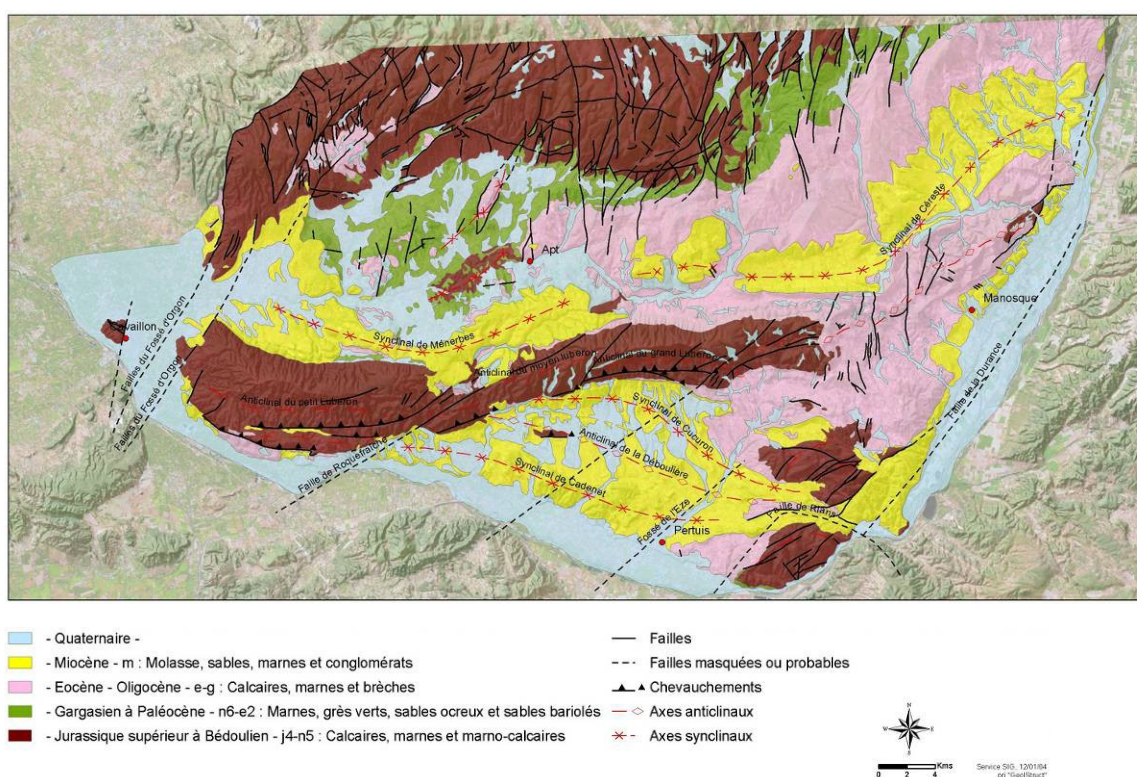 Apt
Synclinal de Céreste
Manosque
Cavaillon
Failles du Fossé d'Orgon
Failles du Fossé d'Orgon
Synclinal de Ménerbes
Anticlinal du moyen luberon
Anticlinal du grand Luberon
Anticlinal du petit Luberon
Faille de la Durance
Synclinal de Cucuron
Faille de Roquefraîche
Anticlinal de la Déboulière
Synclinal de Cadenet
Fossé de l'Eze
Faille de Rians
Pertuis
- Quaternaire -
- Miocène - m : Molasse, sables, marnes et conglomérats
- Eocène - Oligocène - e-g : Calcaires, marnes et brèches
- Gargasien à Paléocène - n6-e2 : Marnes, grès verts, sables ocreux et sables bariolés
- Jurassique supérieur à Bédoulien - j4-n5 : Calcaires, marnes et marno-calcaires
Failles
Failles masquées ou probables
Chevauchements
Axes anticlinaux
Axes synclinaux
Kms
0 2 4
Service SIG, 12/01/04
prj "GeolStruct"